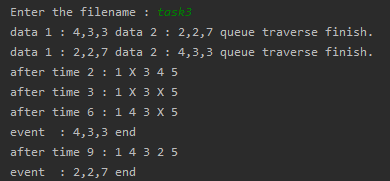 Enter the filename : task3
data 1 : 4,3,3 data 2 : 2,2,7 queue traverse finish.
data 1 : 2,2,7 data 2 : 4,3,3 queue traverse finish.
after time 2 : 1 X 3 4 5
after time 3 : 1 X 3 X 5
after time 6 : 1 4 3 X 5
event  : 4,3,3 end
after time 9 : 1 4 3 2 5
event  : 2,2,7 end